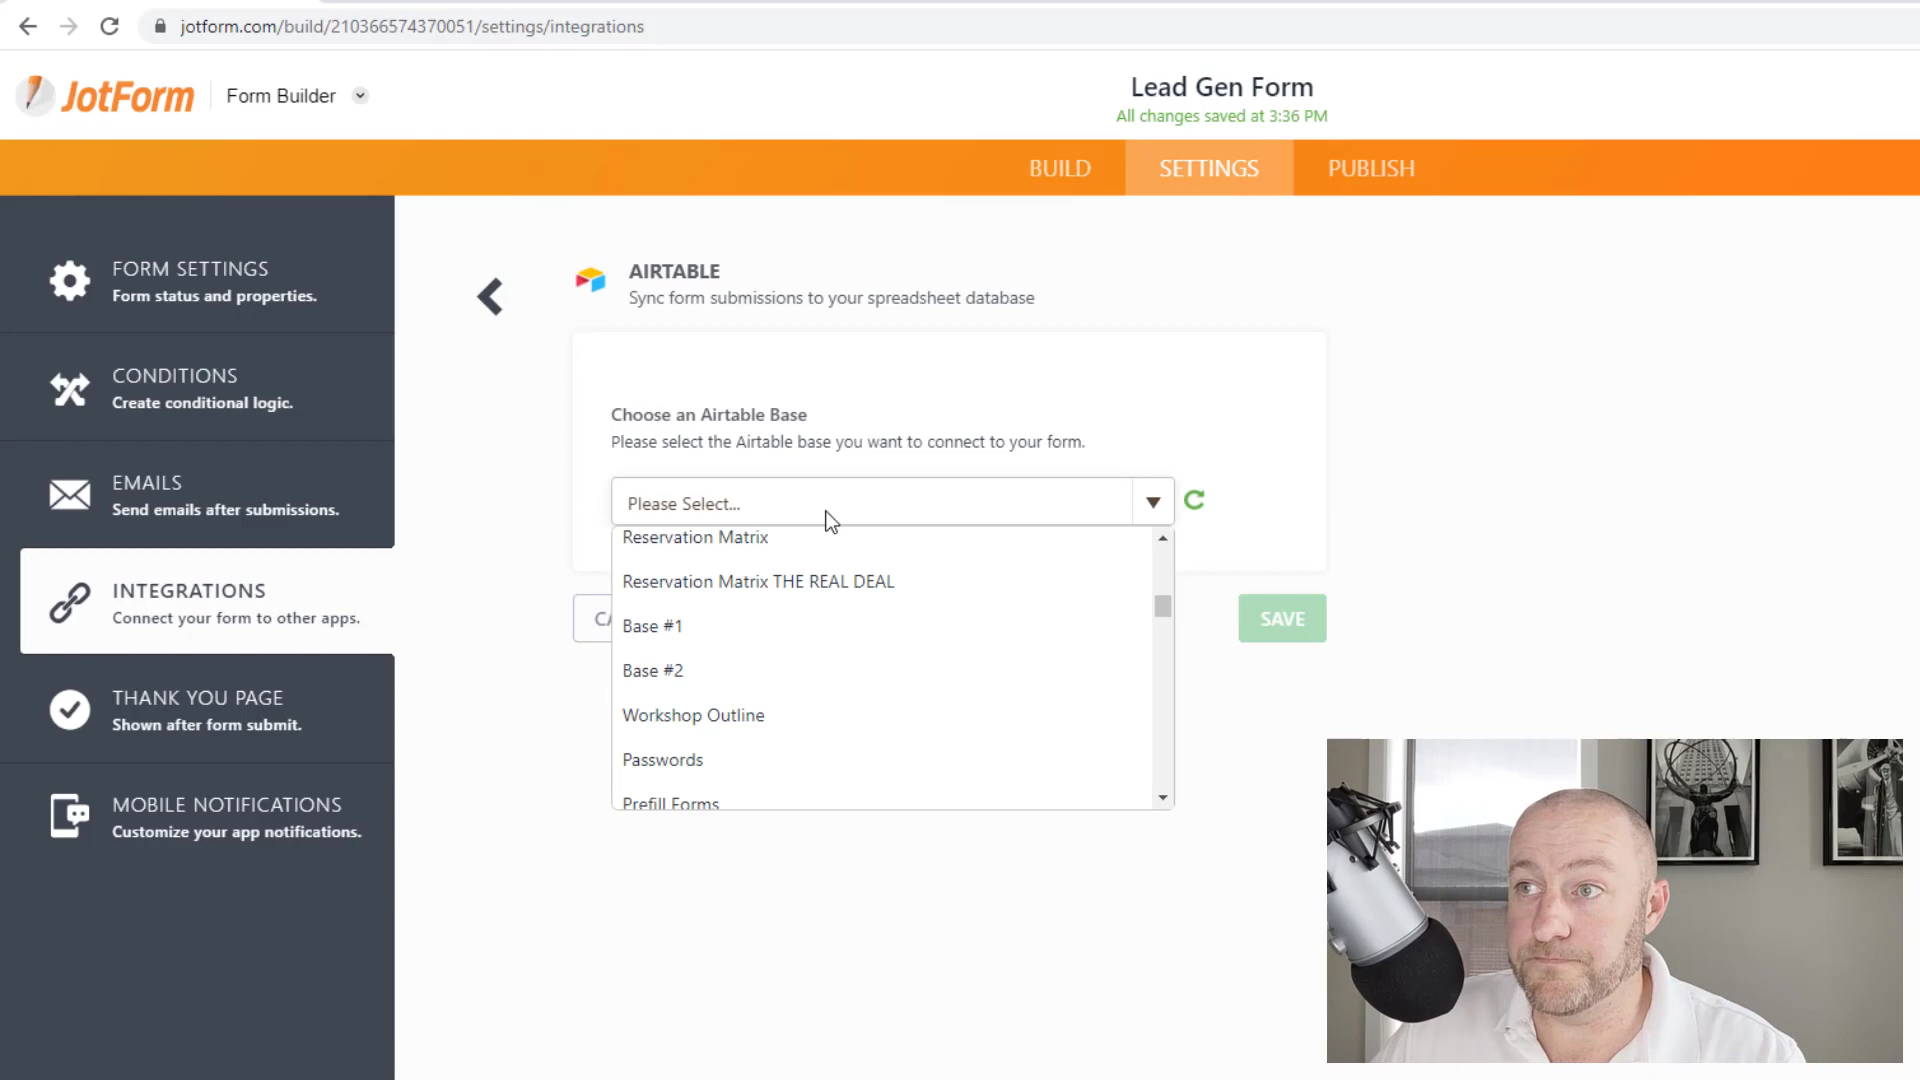 jotform.com/build/210366574370051/settings/integrations
JotForm
Form Builder
Lead Gen Form
All changes saved at 3:36 PM
BUILD
SETTINGS
PUBLISH
FORM SETTINGS
Form status and properties.
CONDITIONS
Create conditional logic.
EMAILS
Send emails after submissions.
INTEGRATIONS
Connect your form to other apps.
THANK YOU PAGE
Shown after form submit.
MOBILE NOTIFICATIONS
Customize your app notifications.
AIRTABLE
Sync form submissions to your spreadsheet database
Choose an Airtable Base
Please select the Airtable base you want to connect to your form.
Please Select...
Reservation Matrix
Reservation Matrix THE REAL DEAL
Base #1
Base #2
Workshop Outline
Passwords
Prefill Forms
CA
SAVE